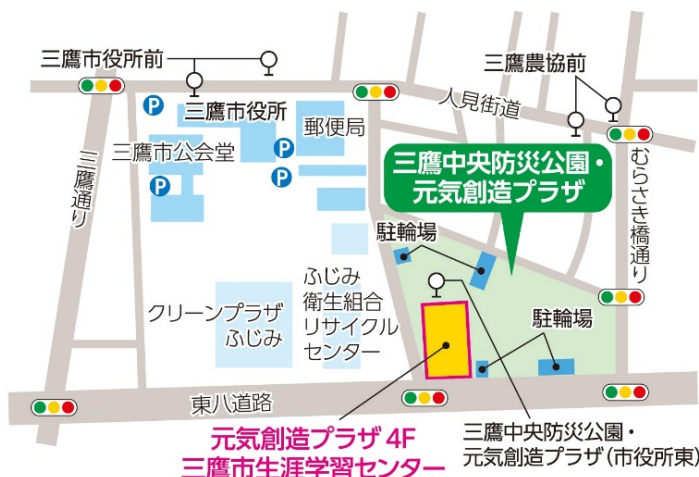 三鷹市役所前
三鷹農協前
人見街道
P
三鷹市役所
郵便局
三鷹市公会堂
P
P
P
三鷹通り
むらさき橋通り
三鷹中央防災公園・
元気創造プラザ
駐輪場
ふじみ
衛生組合
リサイクル
センター
クリーンプラザ
ふじみ
駐輪場
東八道路
元気創造プラザ 4F
三鷹市生涯学習センター
三鷹中央防災公園・
元気創造プラザ(市役所東)